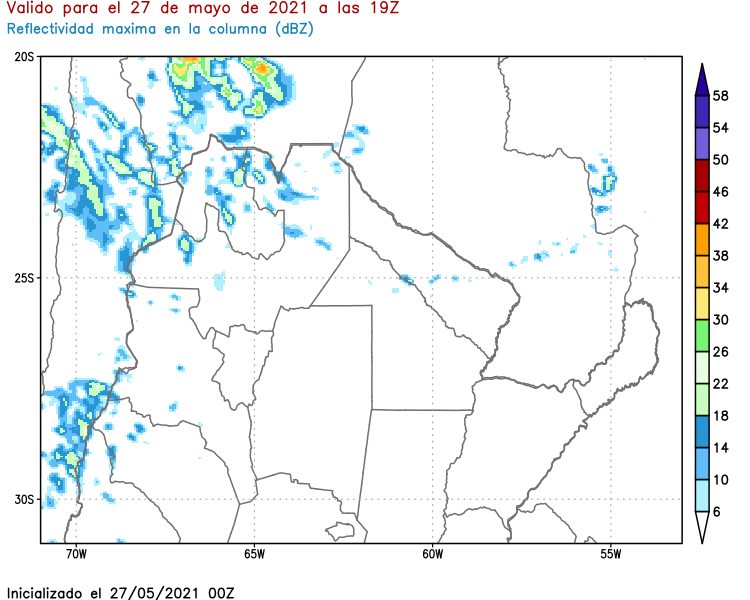 Valido para el 27 de mayo de 2021 a las 19Z
Reflectividad maxima en la columna (dBZ)
20S
25S
30S
70W
65W
60W
55W
58
54
50
46
42
38
34
30
26
22
18
14
10
6
Inicializado el 27/05/2021 00Z